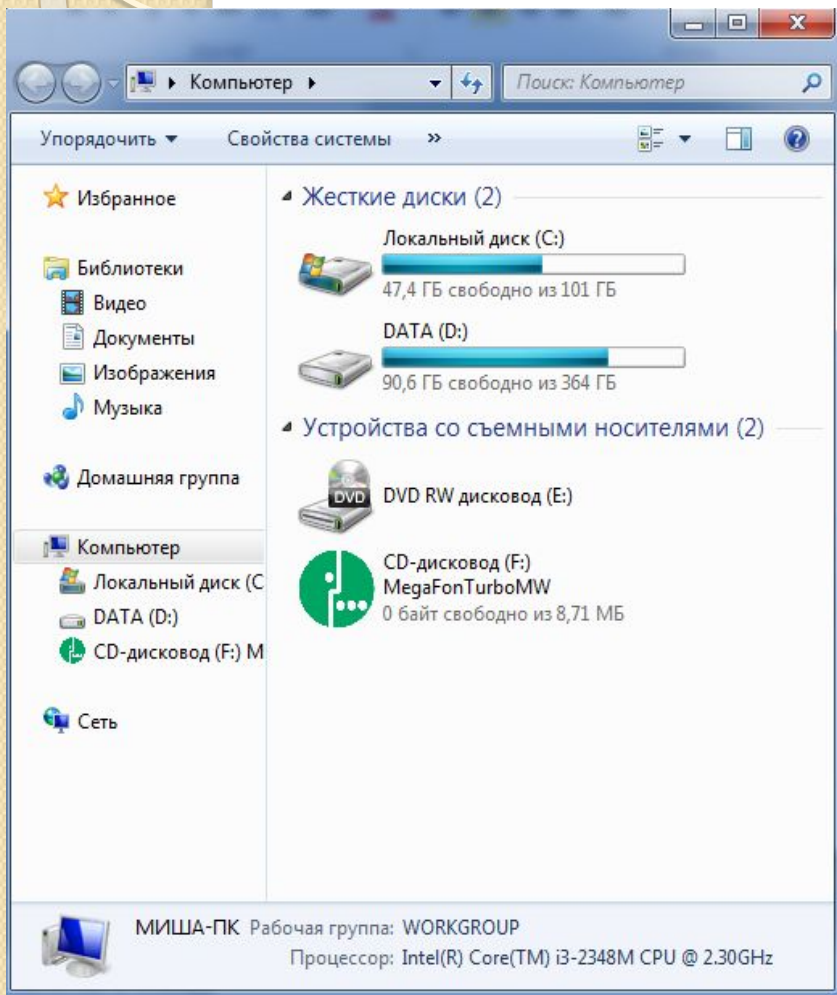 Компьютер
Поиск: Компьютер
Упорядочить
Свойства системы »
Избранное
Библиотеки
Видео
Документы
Изображения
Музыка
Домашняя группа
Компьютер
Локальный диск (C
DATA (D:)
CD-дисковод (F:) M
Сеть
Жесткие диски (2)
Локальный диск (C:)
47,4 ГБ свободно из 101 ГБ
DATA (D:)
90,6 ГБ свободно из 364 ГБ
Устройства со съемными носителями (2)
DVD
DVD RW дисковод (E:)
CD-дисковод (F:)
MegaFonTurboMW
0 байт свободно из 8,71 МБ
МИША-ПК Рабочая группа: WORKGROUP
Процессор: Intel(R) Core(TM) i3-2348M CPU @ 2.30GHz